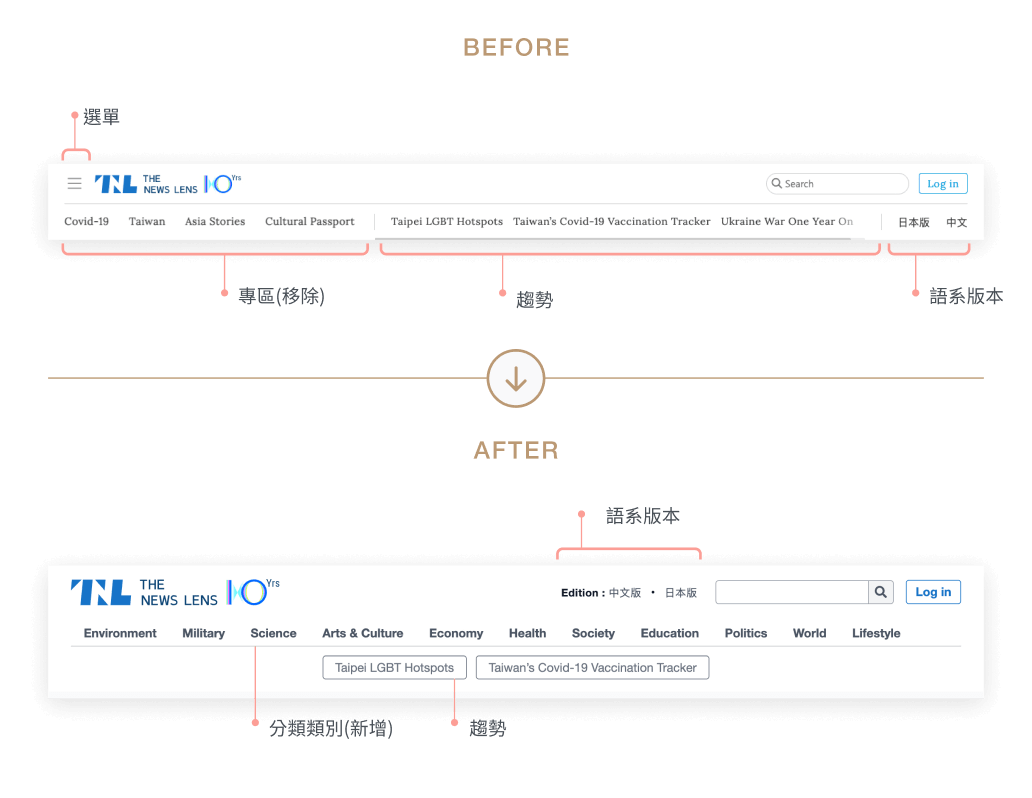 BEFORE
選單
TNL THE NEWS LENS 10 Yrs
Search
Log in
Covid-19 Taiwan Asia Stories Cultural Passport Taipei LGBT Hotspots Taiwan's Covid-19 Vaccination Tracker Ukraine War One Year On 日本版 中文
專區(移除)
趨勢
語系版本
AFTER
語系版本
TNL THE NEWS LENS 10 Yrs
Edition : 中文版 • 日本版
Log in
Environment Military Science Arts & Culture Economy Health Society Education Politics World Lifestyle
Taipei LGBT Hotspots Taiwan's Covid-19 Vaccination Tracker
分類類別(新增)
趨勢